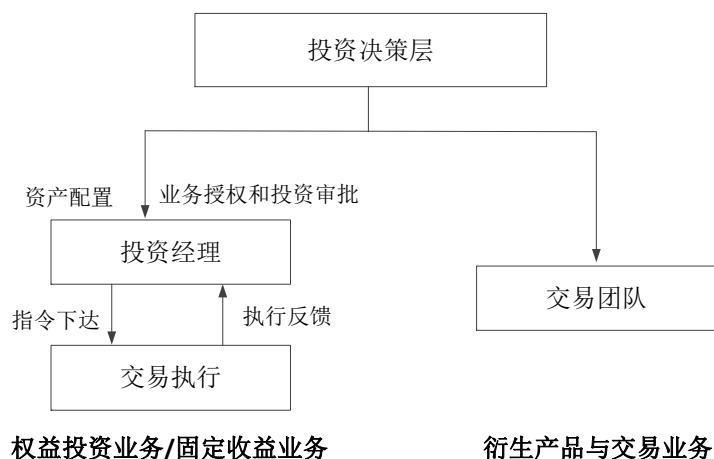 投资决策层
资产配置
业务授权和投资审批
投资经理
交易团队
指令下达
执行反馈
交易执行
权益投资业务/固定收益业务
衍生产品与交易业务